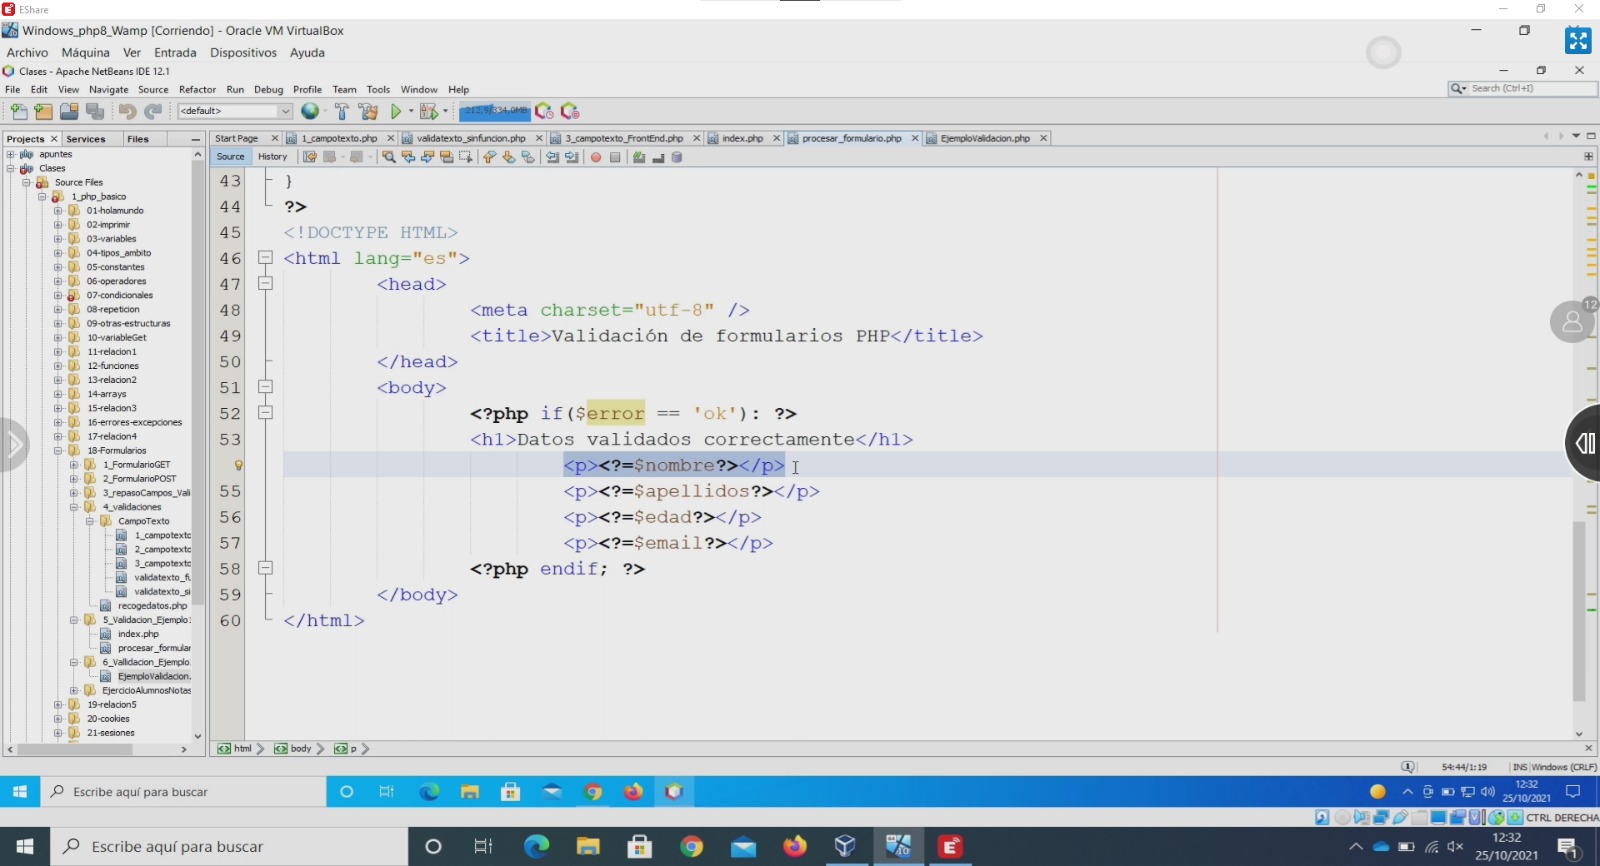 EShare
Windows_php8_Wamp [Corriendo] - Oracle VM VirtualBox
Archivo Máquina Ver Entrada Dispositivos Ayuda
Clases - Apache NetBeans IDE 12.1
File Edit View Navigate Source Refactor Run Debug Profile Team Tools Window Help
Search (Ctrl+I)
<default>
212,9/334,0MB
Projects Services Files
Start Page 1_campotexto.php validatexto_sinfuncion.php 3_campotexto_FrontEnd.php index.php procesar_formulario.php EjemploValidacion.php
Source History
apuntes
Clases
Source Files
1_php_basico
01-holamundo
02-imprimir
03-variables
04-tipos_ambito
05-constantes
06-operadores
07-condicionales
08-repeticion
09-otras-estructuras
10-variableGet
11-relacion1
12-funciones
13-relacion2
14-arrays
15-relacion3
16-errores-excepciones
17-relacion4
18-Formularios
1_FormularioGET
2_FormularioPOST
3_repasoCampos_Vali
4_validaciones
CampoTexto
1_campotexto
2_campotexto
3_campotexto
validatexto_fu
validatexto_si
recogedatos.php
5_Validacion_Ejemplo1
index.php
procesar_formular
6_Vallidacion_Ejemplo
EjemploValidacion.
EjercicioAlumnosNotas
19-relacion5
20-cookies
21-sesiones
43 }
44 ?>
45 <!DOCTYPE HTML>
46 <html lang="es">
47 <head>
48 <meta charset="utf-8" />
49 <title>Validación de formularios PHP</title>
50 </head>
51 <body>
52 <?php if($error == 'ok'): ?>
53 <h1>Datos validados correctamente</h1>
<p><?=$nombre?></p>
55 <p><?=$apellidos?></p>
56 <p><?=$edad?></p>
57 <p><?=$email?></p>
58 <?php endif; ?>
59 </body>
60 </html>
12
html body p
1 54:44/1:19 INS Windows (CRLF)
Escribe aquí para buscar
12:32
25/10/2021
CTRL DERECHA
Escribe aquí para buscar
12:32
25/10/2021
1